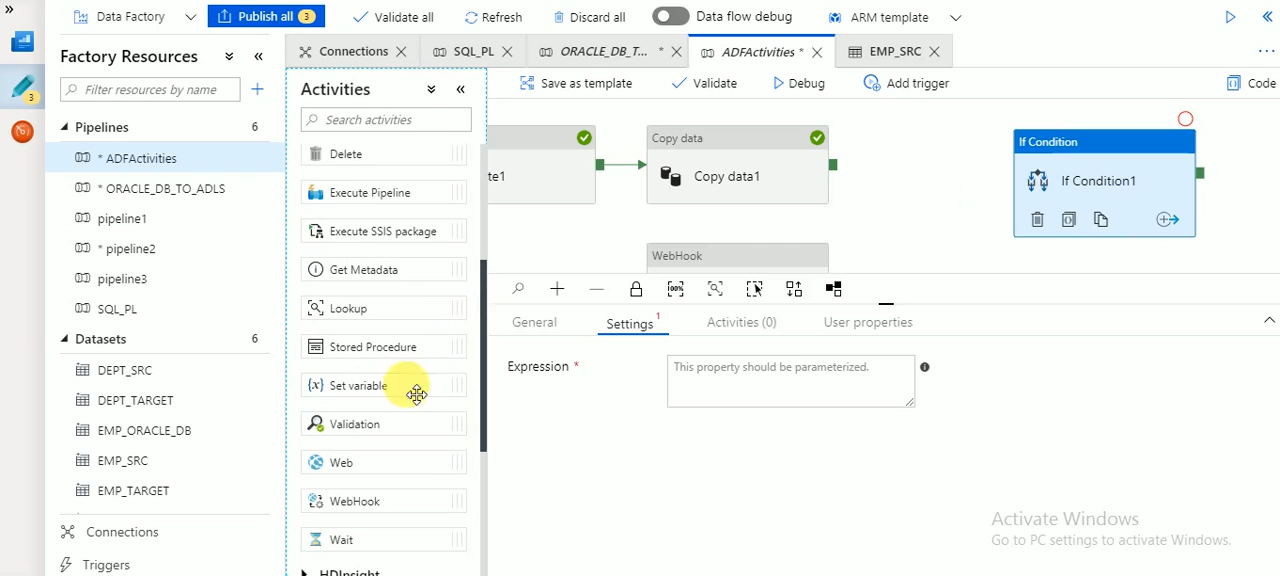 »
Data Factory
Publish all 3
Validate all
Refresh
Discard all
Data flow debug
ARM template
«
3
Factory Resources
«
Filter resources by name
+
Pipelines 6
* ADFActivities
* ORACLE_DB_TO_ADLS
pipeline1
* pipeline2
pipeline3
SQL_PL
Datasets 6
DEPT_SRC
DEPT_TARGET
EMP_ORACLE_DB
EMP_SRC
EMP_TARGET
Connections
Triggers
Connections
SQL_PL
ORACLE_DB_T... *
ADFActivities *
EMP_SRC
...
Activities
«
Search activities
Delete
Execute Pipeline
Execute SSIS package
Get Metadata
Lookup
Stored Procedure
{x} Set variable
Validation
Web
WebHook
Wait
HDInsight
Save as template
Validate
Debug
Add trigger
Code
te1
Copy data
Copy data1
WebHook
If Condition
If Condition1
100%
General
Settings 1
Activities (0)
User properties
Expression *
This property should be parameterized.
Activate Windows
Go to PC settings to activate Windows.